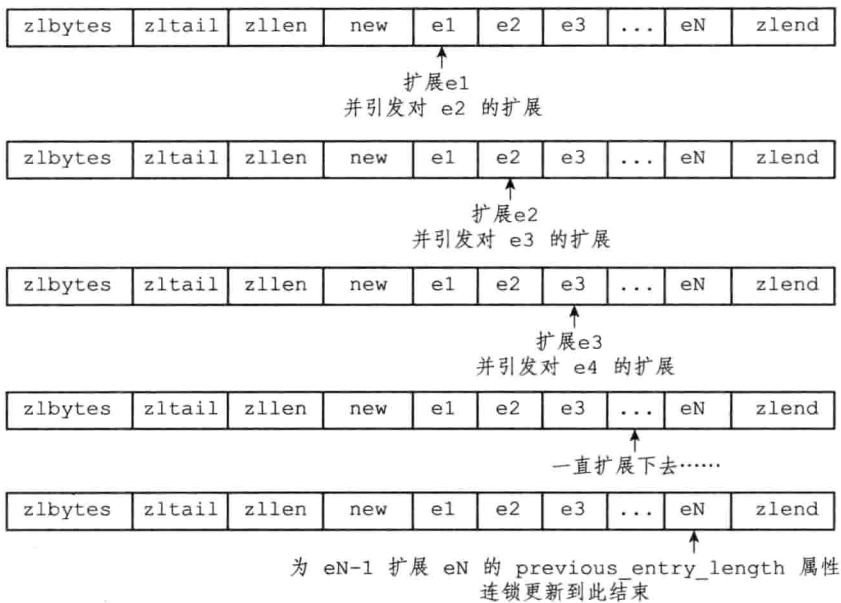 zlbytes zltail zllen new e1 e2 e3 ... eN zlend
扩展e1
并引发对 e2 的扩展
zlbytes zltail zllen new e1 e2 e3 ... eN zlend
扩展e2
并引发对 e3 的扩展
zlbytes zltail zllen new e1 e2 e3 ... eN zlend
扩展e3
并引发对 e4 的扩展
zlbytes zltail zllen new e1 e2 e3 ... eN zlend
一直扩展下去……
zlbytes zltail zllen new e1 e2 e3 ... eN zlend
为 eN-1 扩展 eN 的 previous_entry_length 属性
连锁更新到此结束